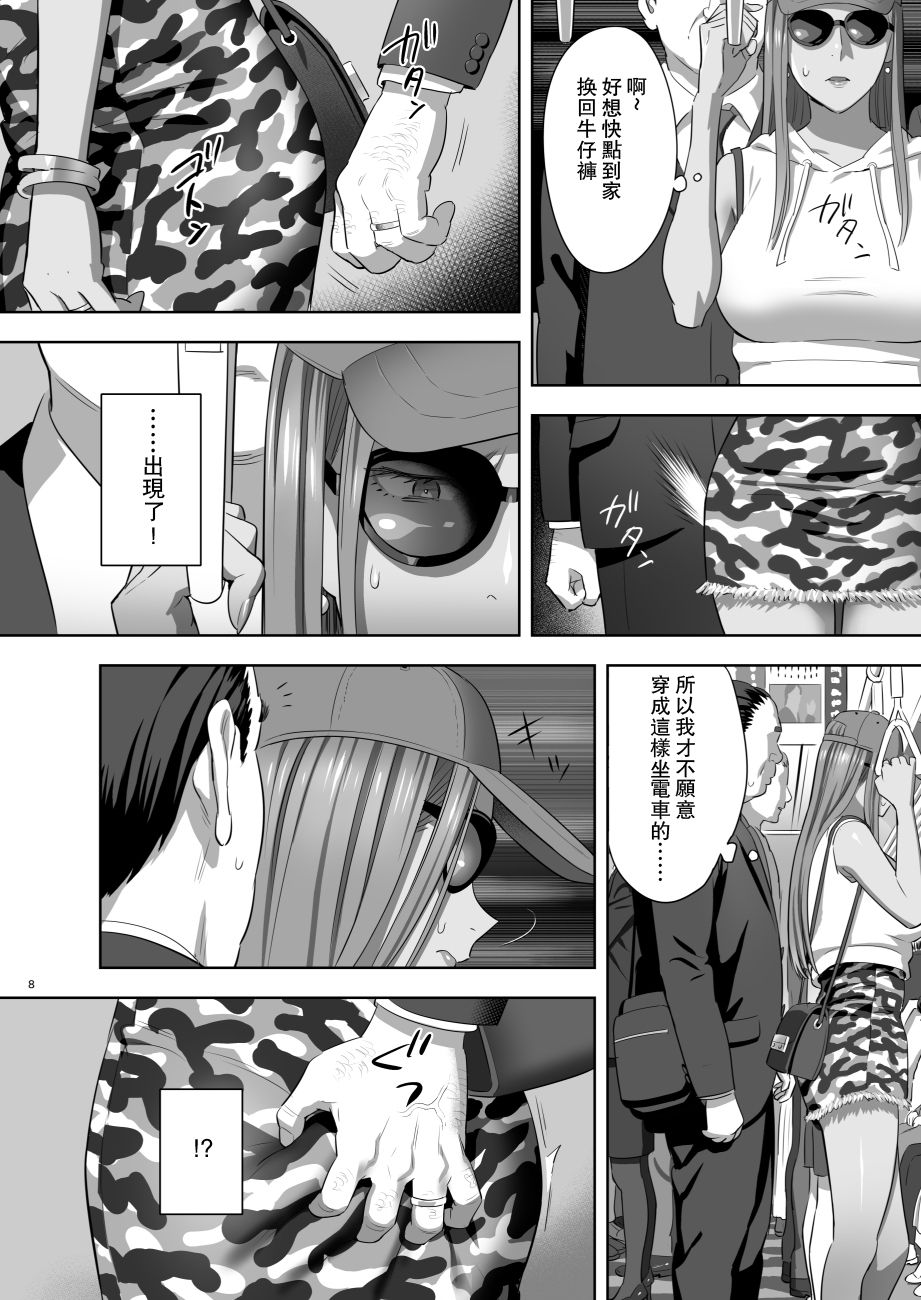 啊~
好想快點到家
換回牛仔褲
ガタン
ガタン
ガタン
ゴトン
……出現了！
所以我才不願意
穿成這樣坐電車的……
ぐっ
!?
8